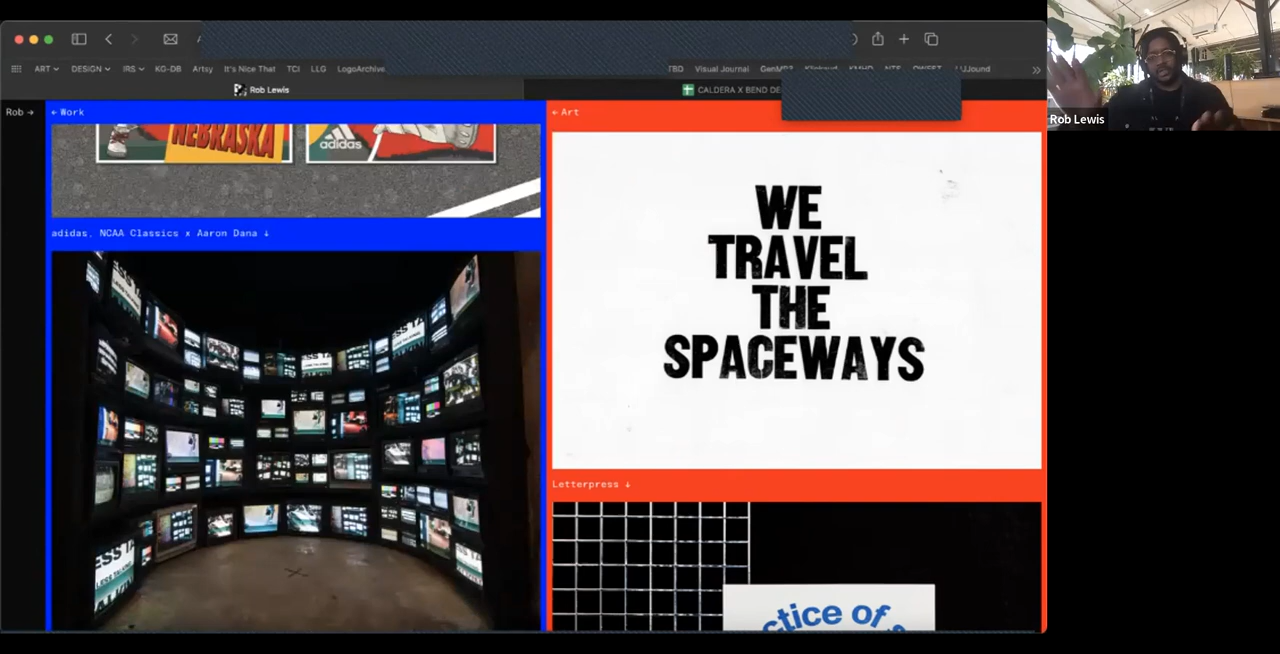 ART
DESIGN
IRS
KG-DB
Artsy
It's Nice That
TCI
LLG
LogoArchive
TBD
Visual Journal
Rob Lewis
CALDERA X BEND DE
Rob →
← Work
← Art
NEBRASKA
adidas
adidas, NCAA Classics x Aaron Dana ↓
WE
TRAVEL
THE
SPACEWAYS
Letterpress ↓
ctice of
Rob Lewis